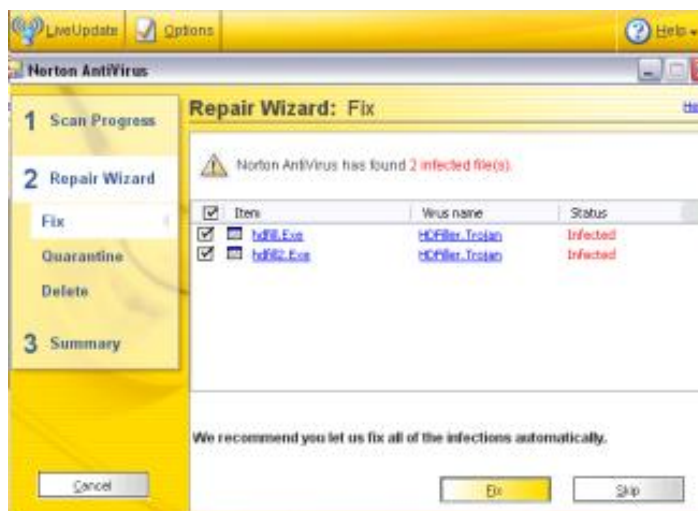 LiveUpdate Options Help
Norton AntiVirus
1 Scan Progress
2 Repair Wizard
Fix
Quarantine
Delete
3 Summary
Cancel
Repair Wizard: Fix
Norton AntiVirus has found 2 infected file(s).
Item Virus name Status
hdfill.Exe HDFiller.Trojan Infected
hdfill2.Exe HDFiller.Trojan Infected
We recommend you let us fix all of the infections automatically.
Fix Skip